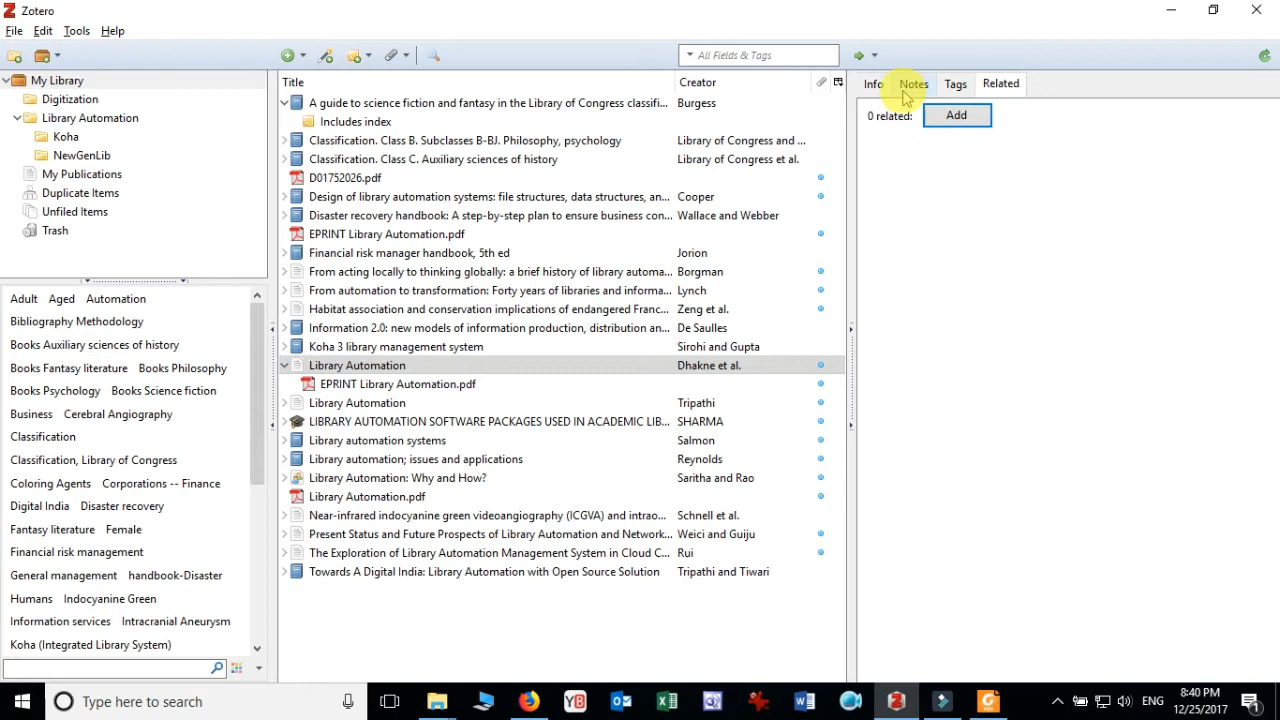 Zotero
File Edit Tools Help
All Fields & Tags
My Library
Digitization
Library Automation
Koha
NewGenLib
My Publications
Duplicate Items
Unfiled Items
Trash
Adult Aged Automation
Bibliography Methodology
Books Auxiliary sciences of history
Books Fantasy literature Books Philosophy
Books Psychology Books Science fiction
Business Cerebral Angiography
Classification
Classification, Library of Congress
Coloring Agents Corporations -- Finance
Digital India Disaster recovery
Fantasy literature Female
Financial risk management
General management handbook-Disaster
Humans Indocyanine Green
Information services Intracranial Aneurysm
Koha (Integrated Library System)
Title Creator
A guide to science fiction and fantasy in the Library of Congress classifi... Burgess
Includes index
Classification. Class B. Subclasses B-BJ. Philosophy, psychology Library of Congress and ...
Classification. Class C. Auxiliary sciences of history Library of Congress et al.
D01752026.pdf
Design of library automation systems: file structures, data structures, an... Cooper
Disaster recovery handbook: A step-by-step plan to ensure business con... Wallace and Webber
EPRINT Library Automation.pdf
Financial risk manager handbook, 5th ed Jorion
From acting locally to thinking globally: a brief history of library automa... Borgman
From automation to transformation: Forty years of libraries and informa... Lynch
Habitat association and conservation implications of endangered Franc... Zeng et al.
Information 2.0: new models of information production, distribution an... De Saulles
Koha 3 library management system Sirohi and Gupta
Library Automation Dhakne et al.
EPRINT Library Automation.pdf
Library Automation Tripathi
LIBRARY AUTOMATION SOFTWARE PACKAGES USED IN ACADEMIC LIB... SHARMA
Library automation systems Salmon
Library automation; issues and applications Reynolds
Library Automation: Why and How? Saritha and Rao
Library Automation.pdf
Near-infrared indocyanine green videoangiography (ICGVA) and intrao... Schnell et al.
Present Status and Future Prospects of Library Automation and Network... Weici and Guiju
The Exploration of Library Automation Management System in Cloud C... Rui
Towards A Digital India: Library Automation with Open Source Solution Tripathi and Tiwari
Info Notes Tags Related
0 related: Add
Type here to search
ENG
8:40 PM
12/25/2017